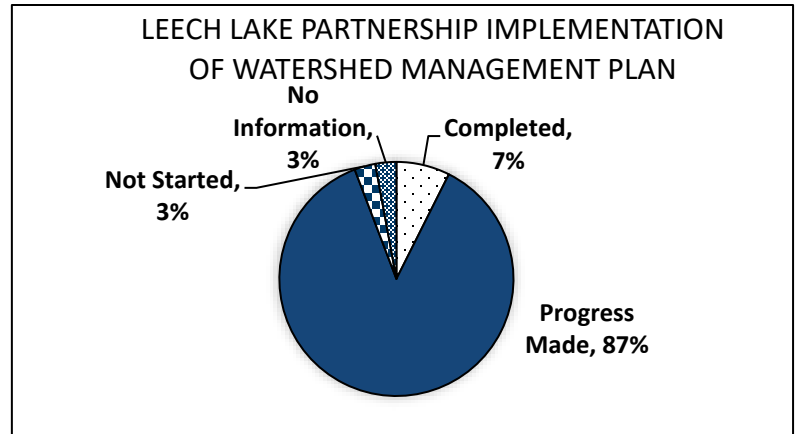 LEECH LAKE PARTNERSHIP IMPLEMENTATION
OF WATERSHED MANAGEMENT PLAN
No
Information,
3%
Completed,
7%
Not Started,
3%
Progress
Made, 87%